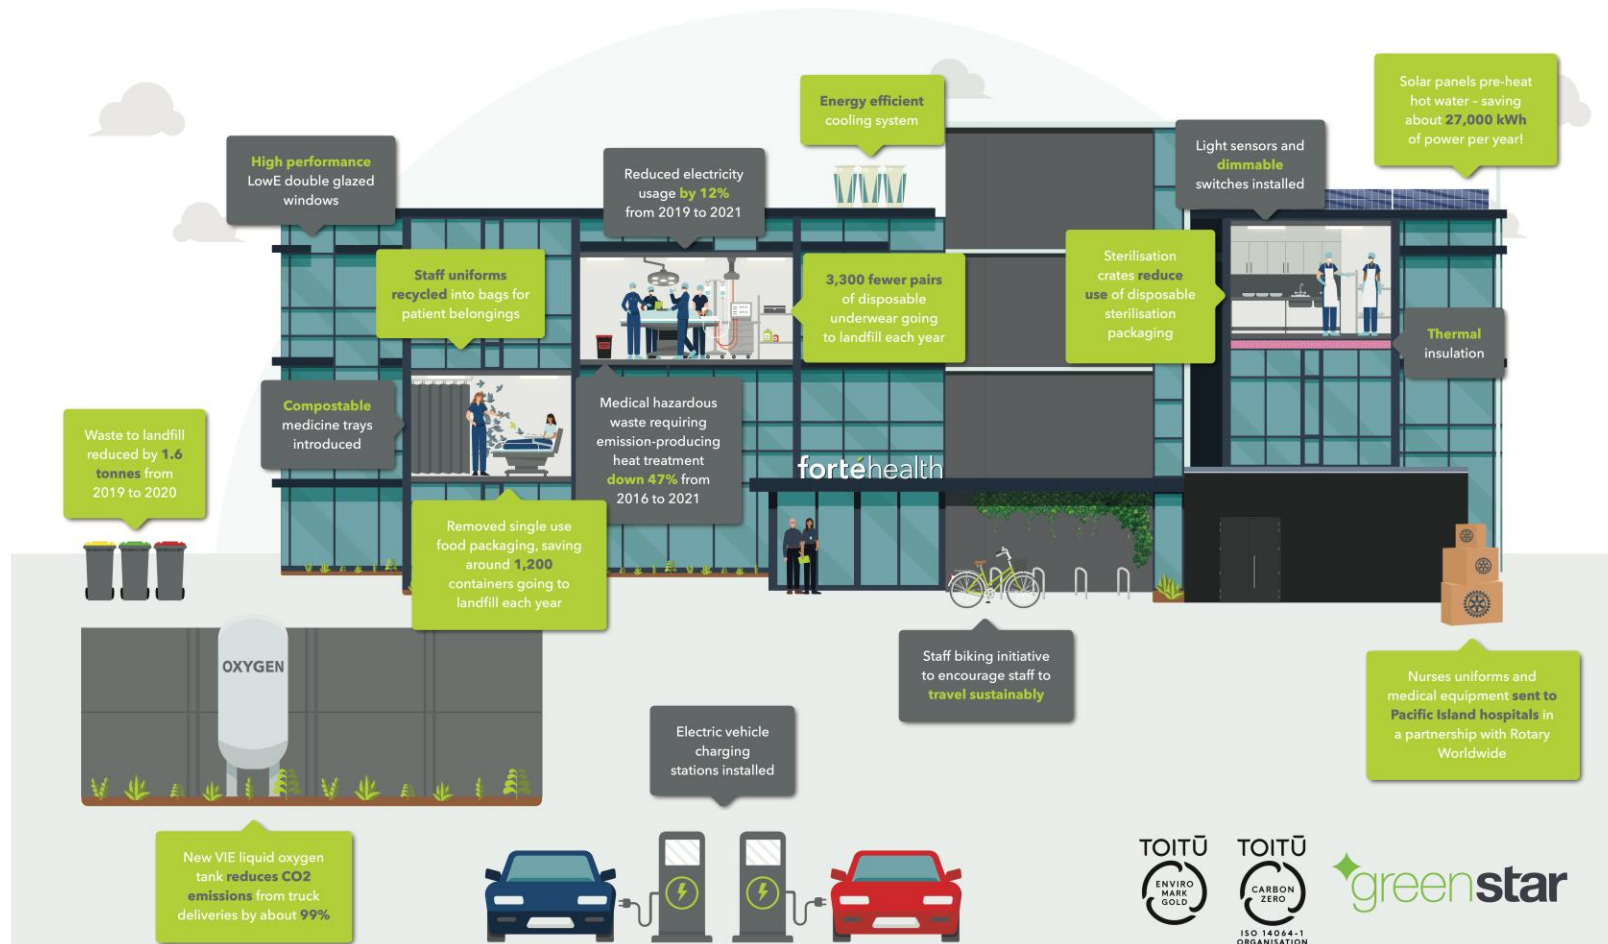 Energy efficient
cooling system
Solar panels pre-heat
hot water – saving
about 27,000 kWh
of power per year!
High performance
LowE double glazed
windows
Reduced electricity
usage by 12%
from 2019 to 2021
Light sensors and
dimmable
switches installed
Staff uniforms
recycled into bags for
patient belongings
3,300 fewer pairs
of disposable
underwear going
to landfill each year
Sterilisation
crates reduce
use of disposable
sterilisation
packaging
Thermal
insulation
Compostable
medicine trays
introduced
Medical hazardous
waste requiring
emission-producing
heat treatment
down 47% from
2016 to 2021
Waste to landfill
reduced by 1.6
tonnes from
2019 to 2020
fortéhealth
Removed single use
food packaging, saving
around 1,200
containers going to
landfill each year
OXYGEN
Staff biking initiative
to encourage staff to
travel sustainably
Nurses uniforms and
medical equipment sent to
Pacific Island hospitals in
a partnership with Rotary
Worldwide
Electric vehicle
charging
stations installed
New VIE liquid oxygen
tank reduces CO2
emissions from truck
deliveries by about 99%
TOITŪ
ENVIRO
MARK
GOLD
TOITŪ
CARBON
ZERO
ISO 14064-1
ORGANISATION
greenstar